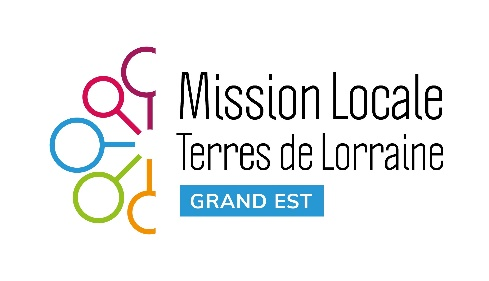 Mission Locale
Terres de Lorraine
GRAND EST